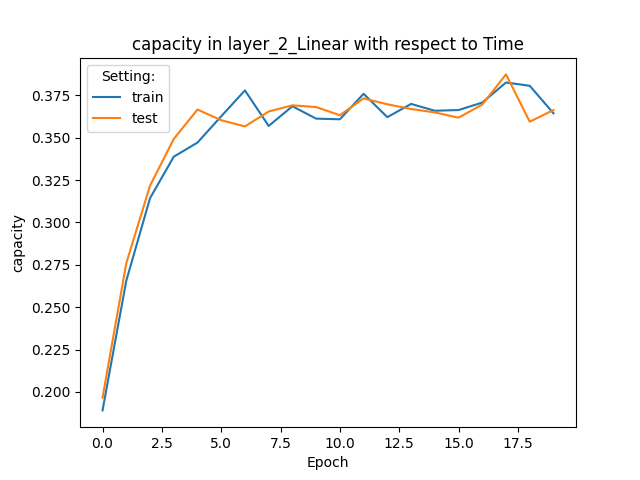 capacity in layer_2_Linear with respect to Time
Setting:
train
test
capacity
0.375
0.350
0.325
0.300
0.275
0.250
0.225
0.200
0.0 2.5 5.0 7.5 10.0 12.5 15.0 17.5
Epoch